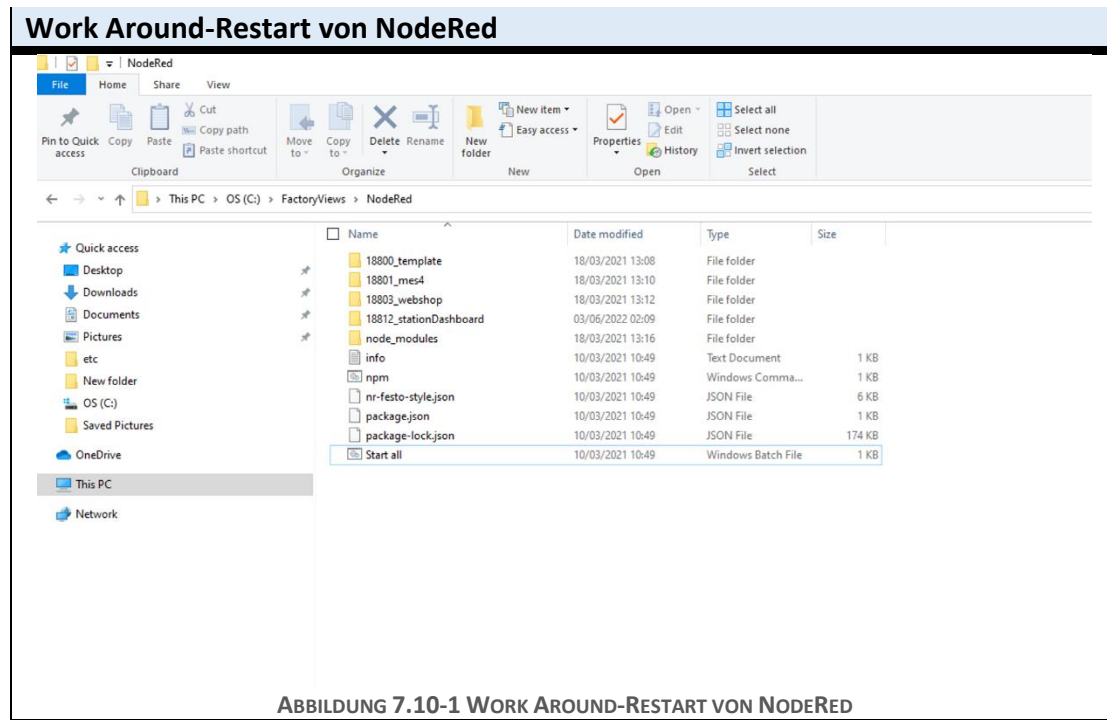 Work Around-Restart von NodeRed
NodeRed
File Home Share View
Pin to Quick access
Copy
Paste
Cut
Copy path
Paste shortcut
Move to
Copy to
Delete
Rename
New folder
New item
Easy access
Properties
Open
Edit
History
Select all
Select none
Invert selection
Clipboard Organize New Open Select
This PC > OS (C:) > FactoryViews > NodeRed
Quick access
Desktop
Downloads
Documents
Pictures
etc
New folder
OS (C:)
Saved Pictures
OneDrive
This PC
Network
Name Date modified Type Size
18800_template 18/03/2021 13:08 File folder
18801_mes4 18/03/2021 13:10 File folder
18803_webshop 18/03/2021 13:12 File folder
18812_stationDashboard 03/06/2022 02:09 File folder
node_modules 18/03/2021 13:16 File folder
info 10/03/2021 10:49 Text Document 1 KB
npm 10/03/2021 10:49 Windows Comma... 1 KB
nr-festo-style.json 10/03/2021 10:49 JSON File 6 KB
package.json 10/03/2021 10:49 JSON File 1 KB
package-lock.json 10/03/2021 10:49 JSON File 174 KB
Start all 10/03/2021 10:49 Windows Batch File 1 KB
ABBILDUNG 7.10-1 WORK AROUND-RESTART VON NODERED